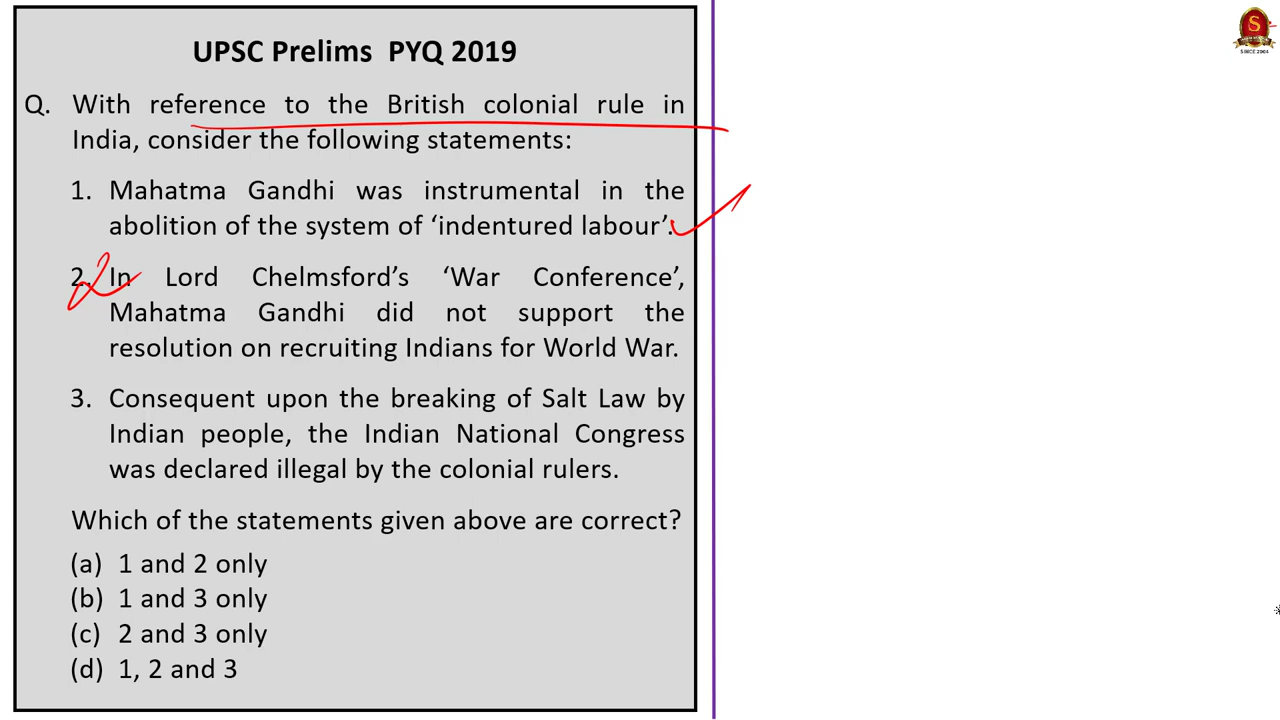 UPSC Prelims PYQ 2019
Q. With reference to the British colonial rule in
India, consider the following statements:
1. Mahatma Gandhi was instrumental in the
abolition of the system of ‘indentured labour’.
2. In Lord Chelmsford’s ‘War Conference’,
Mahatma Gandhi did not support the
resolution on recruiting Indians for World War.
3. Consequent upon the breaking of Salt Law by
Indian people, the Indian National Congress
was declared illegal by the colonial rulers.
Which of the statements given above are correct?
(a) 1 and 2 only
(b) 1 and 3 only
(c) 2 and 3 only
(d) 1, 2 and 3
S